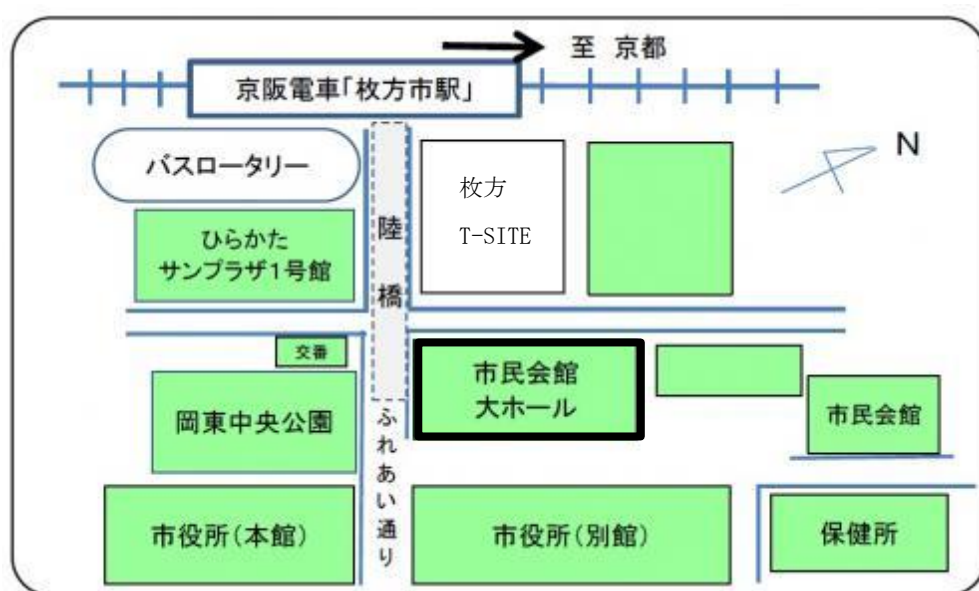 至 京都
京阪電車「枚方市駅」
N
バスロータリー
枚方
T-SITE
陸橋
ひらかた
サンプラザ1号館
交番
市民会館
大ホール
岡東中央公園
市民会館
ふれあい通り
市役所(本館)
市役所(別館)
保健所